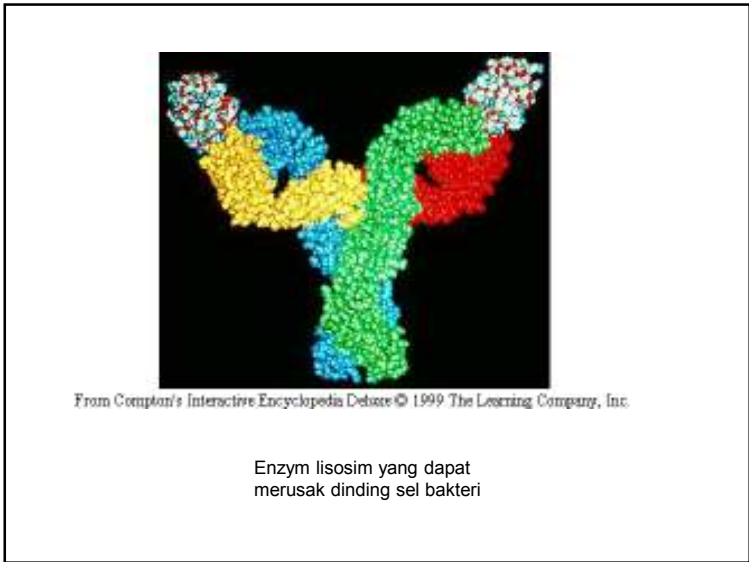 From Compton's Interactive Encyclopedia Deluxe © 1999 The Learning Company, Inc.
Enzym lisosim yang dapat
merusak dinding sel bakteri